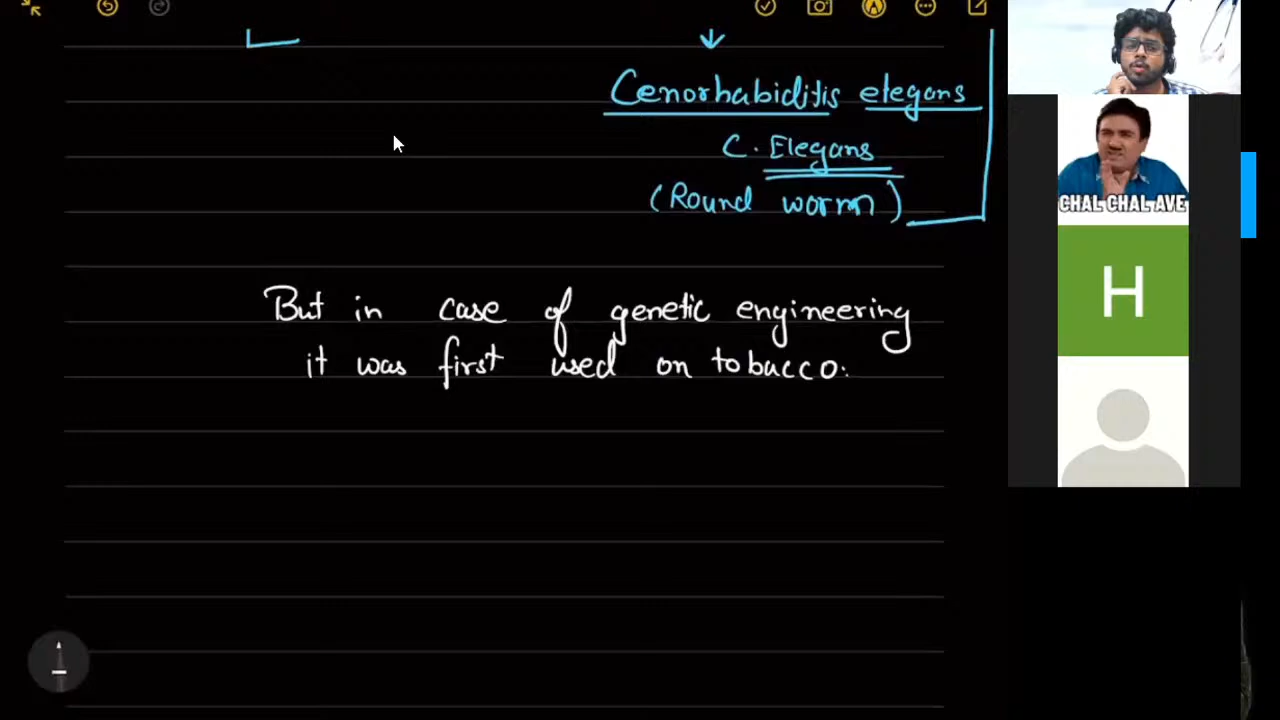 Cenorhabiditis elegans
C. Elegans
(Round worm)
CHAL CHAL AVE
But in case of genetic engineering
it was first used on tobacco.
H